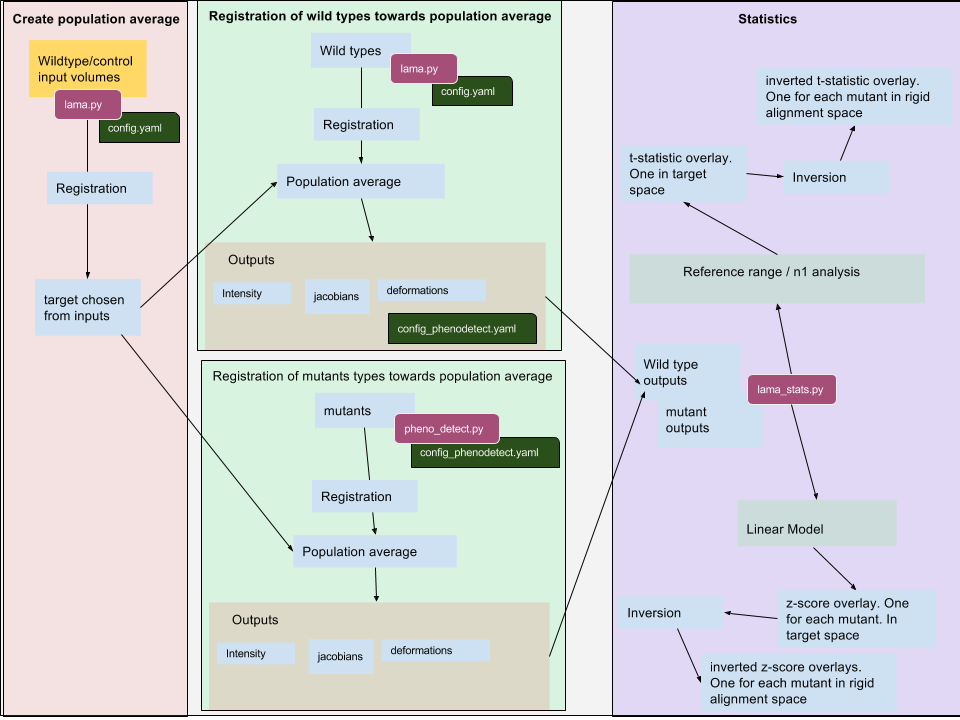 Create population average
Wildtype/control
input volumes
lama.py
config.yaml
Registration
target chosen
from inputs
Registration of wild types towards population average
Wild types
lama.py
config.yaml
Registration
Population average
Outputs
Intensity
jacobians
deformations
config_phenodetect.yaml
Registration of mutants types towards population average
mutants
pheno_detect.py
config_phenodetect.yaml
Registration
Population average
Outputs
Intensity
jacobians
deformations
Statistics
inverted t-statistic overlay.
One for each mutant in rigid
alignment space
t-statistic overlay.
One in target
space
Inversion
Reference range / n1 analysis
Wild type
outputs
mutant
outputs
lama_stats.py
Linear Model
z-score overlay. One
for each mutant. In
target space
Inversion
inverted z-score overlays.
One for each mutant in rigid
alignment space